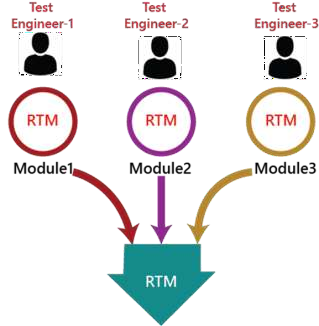 Test
Engineer-1
Test
Engineer-2
Test
Engineer-3
RTM
RTM
RTM
Module1
Module2
Module3
RTM